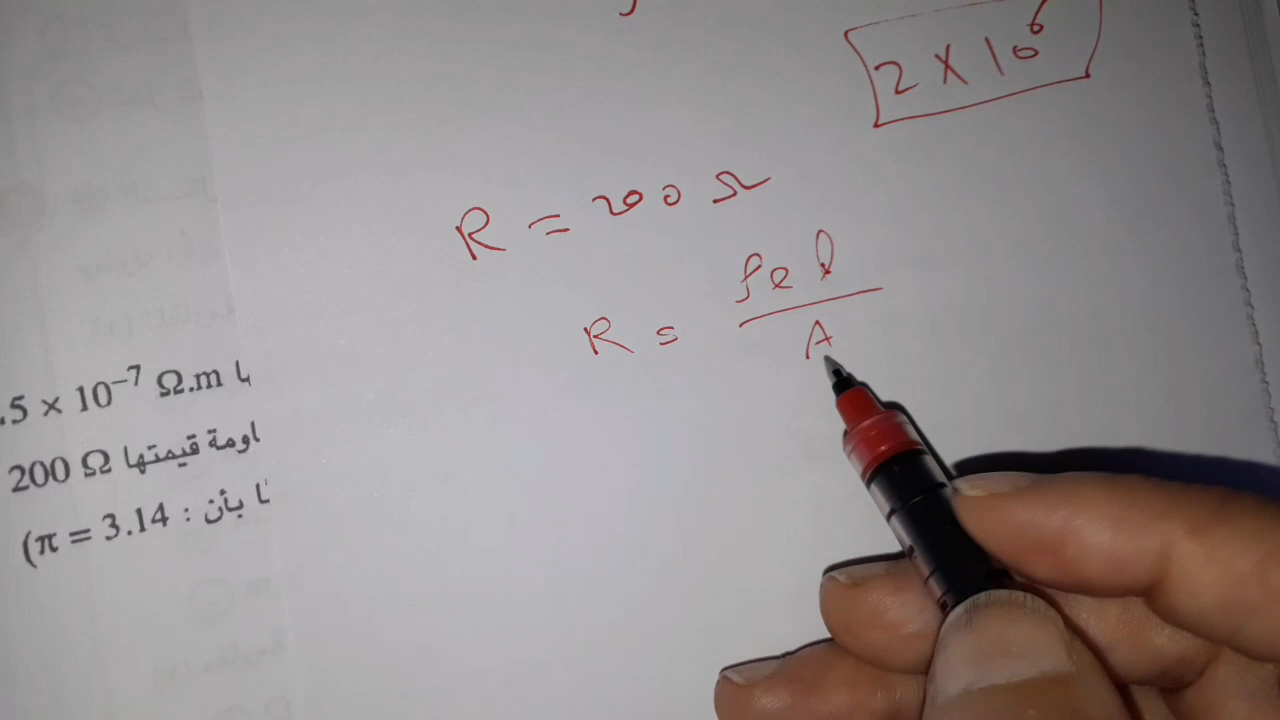 2 X 10⁶
R = 200 Ω
R = ρe l / A
.5 × 10⁻⁷ Ω.m
اومة قيمتها 200 Ω
ا بأن : π = 3.14)